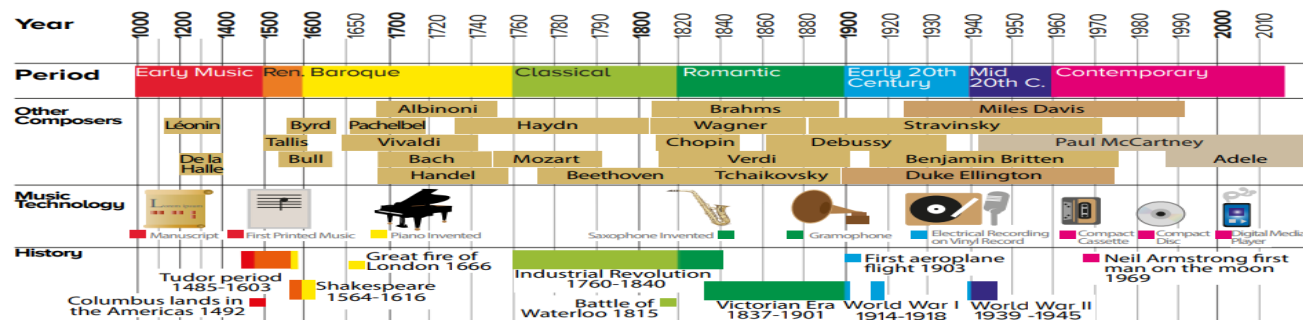 Year
1000
1200
1400
1500
1600
1650
1700
1720
1740
1760
1780
1790
1800
1820
1840
1860
1880
1900
1920
1930
1940
1950
1960
1970
1980
1990
2000
2010
Period
Early Music
Ren.
Baroque
Classical
Romantic
Early 20th
Century
Mid
20th C.
Contemporary
Other
Composers
Albinoni
Brahms
Miles Davis
Léonin
Byrd
Pachelbel
Haydn
Wagner
Stravinsky
Tallis
Vivaldi
Chopin
Debussy
Paul McCartney
De la
Halle
Bull
Bach
Mozart
Verdi
Benjamin Britten
Adele
Handel
Beethoven
Tchaikovsky
Duke Ellington
Music
Technology
Manuscript
First Printed Music
Piano Invented
Saxophone Invented
Gramophone
Electrical Recording
on Vinyl Record
Compact
Cassette
Compact
Disc
Digital Media
Player
History
Tudor period
1485-1603
Columbus lands in
the Americas 1492
Great fire of
London 1666
Shakespeare
1564-1616
Industrial Revolution
1760-1840
Battle of
Waterloo 1815
Victorian Era
1837-1901
First aeroplane
flight 1903
World War I
1914-1918
World War II
1939 -1945
Neil Armstrong first
man on the moon
1969